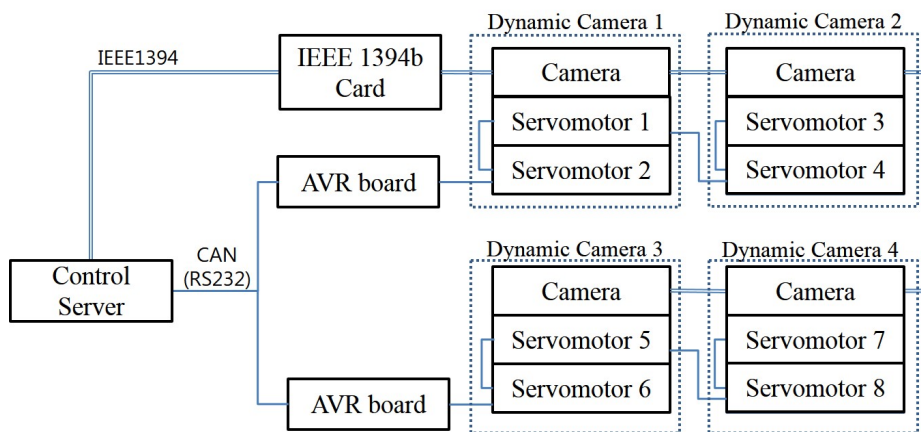 Dynamic Camera 1
Dynamic Camera 2
IEEE1394
IEEE 1394b
Card
Camera
Camera
Servomotor 1
Servomotor 3
Servomotor 2
Servomotor 4
AVR board
Dynamic Camera 3
Dynamic Camera 4
CAN
(RS232)
Control
Server
Camera
Camera
Servomotor 5
Servomotor 7
Servomotor 6
Servomotor 8
AVR board